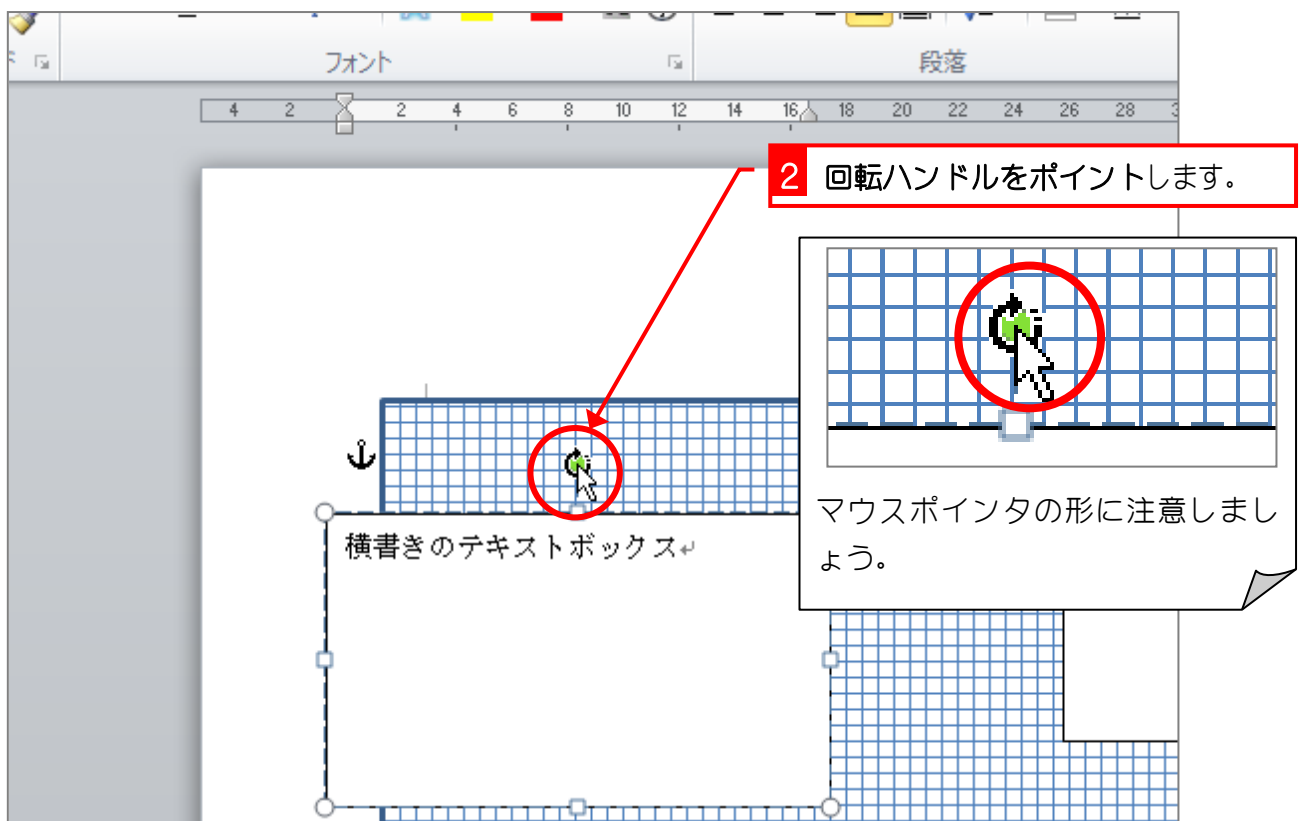 フォント 段落
4 2 2 4 6 8 10 12 14 16 18 20 22 24 26 28
2 回転ハンドルをポイントします。
横書きのテキストボックス↵
マウスポインタの形に注意しまし
ょう。